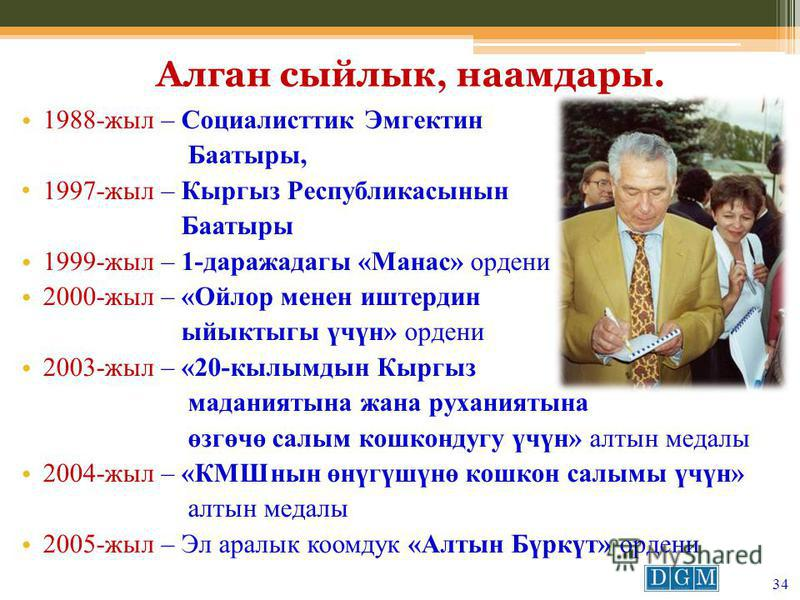 Алган сыйлык, наамдары.
• 1988-жыл – Социалисттик Эмгектин
Баатыры,
• 1997-жыл – Кыргыз Республикасынын
Баатыры
• 1999-жыл – 1-даражадагы «Манас» ордени
• 2000-жыл – «Ойлор менен иштердин
ыйыктыгы үчүн» ордени
• 2003-жыл – «20-кылымдын Кыргыз
маданиятына жана руханиятына
өзгөчө салым кошкондугу үчүн» алтын медалы
• 2004-жыл – «КМШнын өнүгүшүнө кошкон салымы үчүн»
алтын медалы
• 2005-жыл – Эл аралык коомдук «Алтын Бүркүт» ордени
MyShared
DGM
34